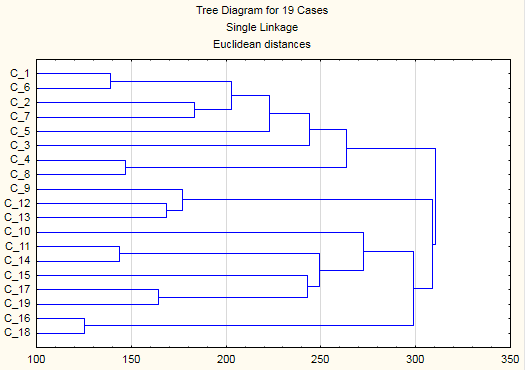 Tree Diagram for 19 Cases
Single Linkage
Euclidean distances
C_1
C_6
C_2
C_7
C_5
C_3
C_4
C_8
C_9
C_12
C_13
C_10
C_11
C_14
C_15
C_17
C_19
C_16
C_18
100 150 200 250 300 350